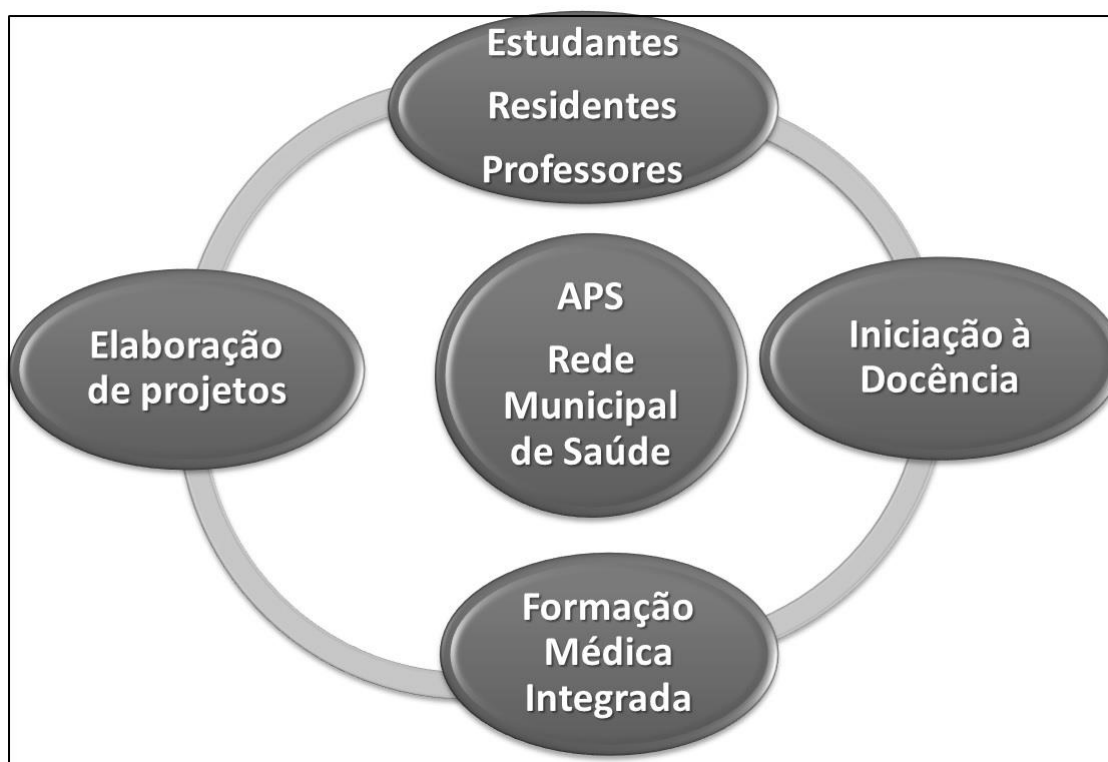 Estudantes
Residentes
Professores
Elaboração
de projetos
APS
Rede
Municipal
de Saúde
Iniciação à
Docência
Formação
Médica
Integrada